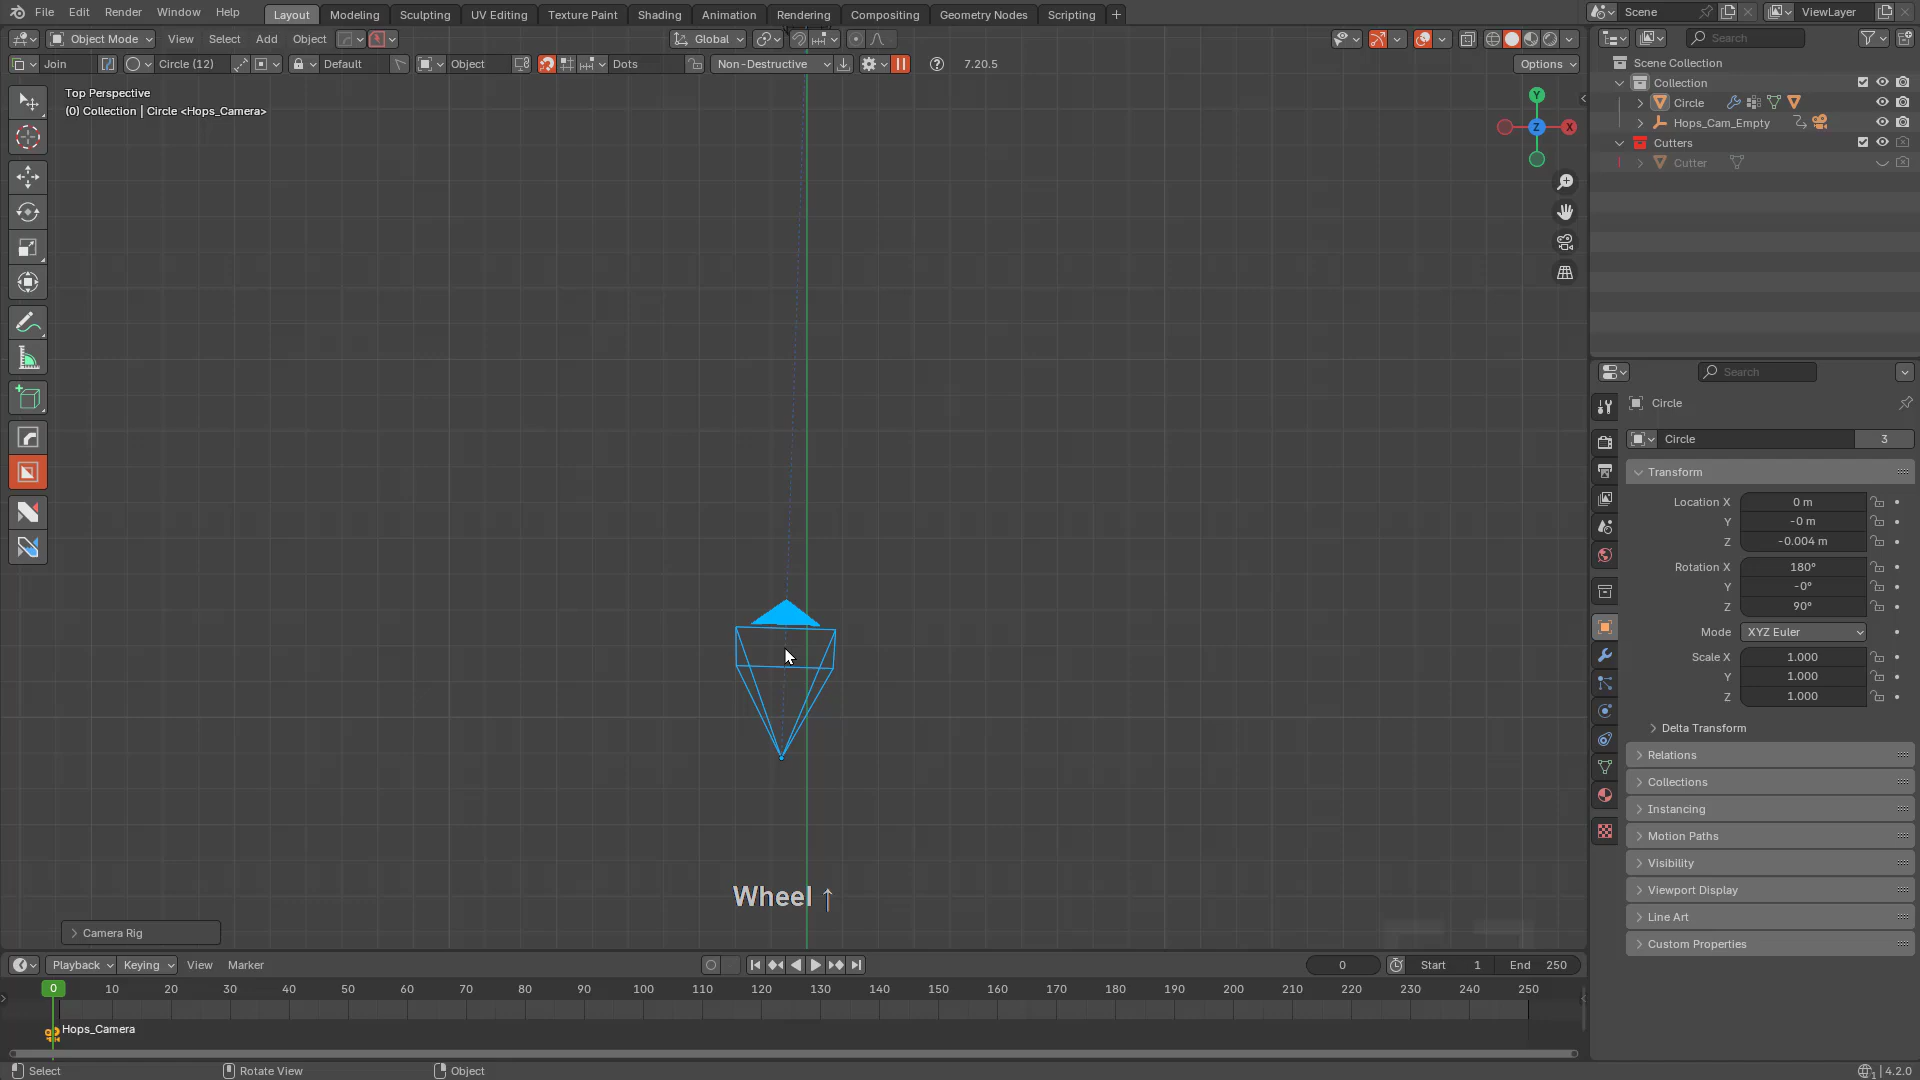 File Edit Render Window Help Layout Modeling Sculpting UV Editing Texture Paint Shading Animation Rendering Compositing Geometry Nodes Scripting + Scene ViewLayer
Object Mode View Select Add Object Global Search
Join Circle (12) Default Object Dots Non-Destructive 7.20.5 Options
Top Perspective
(0) Collection | Circle <Hops_Camera>
Y
Z
X
Scene Collection
Collection
Circle
Hops_Cam_Empty
Cutters
Cutter
Search
Circle
Circle 3
Transform
Location X 0 m
Y -0 m
Z -0.004 m
Rotation X 180°
Y -0°
Z 90°
Mode XYZ Euler
Scale X 1.000
Y 1.000
Z 1.000
Delta Transform
Relations
Collections
Instancing
Motion Paths
Visibility
Viewport Display
Line Art
Custom Properties
Wheel ↑
Camera Rig
Playback Keying View Marker 0 Start 1 End 250
0 10 20 30 40 50 60 70 80 90 100 110 120 130 140 150 160 170 180 190 200 210 220 230 240 250
Hops_Camera
Select Rotate View Object 4.2.0